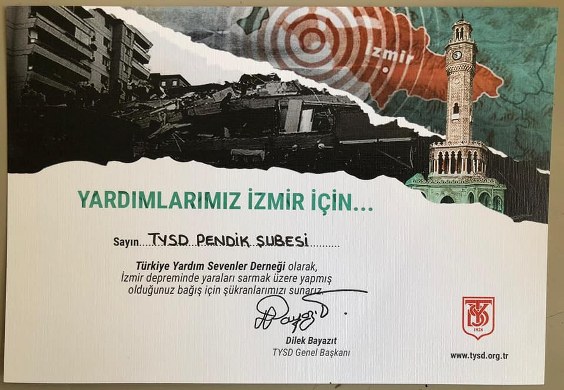 İzmir
YARDIMLARIMIZ İZMİR İÇİN...
Sayın....TYSD PENDİK ŞUBESİ..........
Türkiye Yardım Sevenler Derneği olarak,
İzmir depreminde yaraları sarmak üzere yapmış
olduğunuz bağış için şükranlarımızı sunarız.
Dilek Bayazıt
TYSD Genel Başkanı
1928
www.tysd.org.tr